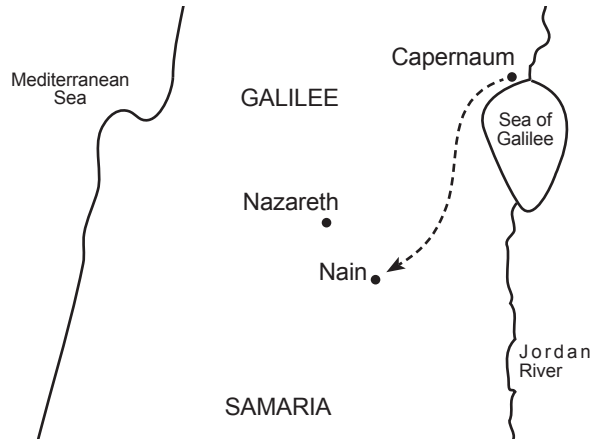 Capernaum
Mediterranean
Sea
GALILEE
Sea of
Galilee
Nazareth
Nain
Jordan
River
SAMARIA